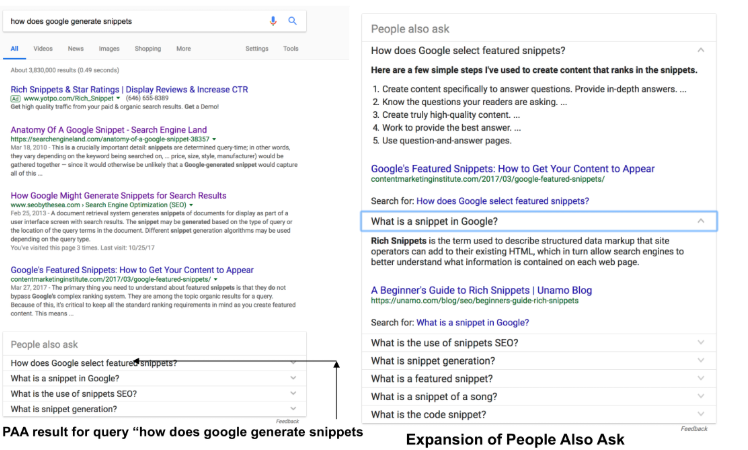 how does google generate snippets
All Videos News Images Shopping More Settings Tools
About 3,830,000 results (0.49 seconds)
Rich Snippets & Star Ratings | Display Reviews & Increase CTR
Ad www.yotpo.com/Rich_Snippet ▾ (646) 655-8389
Get high quality traffic from your paid & organic search results. Get a Demo!
Anatomy Of A Google Snippet - Search Engine Land
https://searchengineland.com/anatomy-of-a-google-snippet-38357 ▾
Mar 18, 2010 - This is a crucially important detail: snippets are determined query-time; in other words,
they vary depending on the keyword being searched on, ... price, size, style, manufacturer) would be
gathered together – since it would otherwise be unlikely that a Google-generated snippet would capture
all of this ...
How Google Might Generate Snippets for Search Results
www.seobythesea.com › Search Engine Optimization (SEO) ▾
Feb 25, 2013 - A document retrieval system generates snippets of documents for display as part of a
user interface screen with search results. The snippet may be generated based on the type of query or
the location of the query terms in the document. Different snippet generation algorithms may be used
depending on the query type.
You've visited this page 3 times. Last visit: 10/25/17
Google's Featured Snippets: How to Get Your Content to Appear
contentmarketinginstitute.com/2017/03/google-featured-snippets/ ▾
Mar 27, 2017 - The primary thing you need to understand about featured snippets is that they do not
bypass Google's complex ranking system. They are among the topic organic results for a query.
Because of this, it's critical to keep all the standard ranking requirements in mind as you create featured
content. This means ...
People also ask
How does Google select featured snippets?
What is a snippet in Google?
What is the use of snippets SEO?
What is snippet generation?
Feedback
PAA result for query “how does google generate snippets
People also ask
How does Google select featured snippets?
Here are a few simple steps I've used to create content that ranks in the snippets.
1. Create content specifically to answer questions. Provide in-depth answers. ...
2. Know the questions your readers are asking. ...
3. Create truly high-quality content. ...
4. Work to provide the best answer. ...
5. Use question-and-answer pages.
Google's Featured Snippets: How to Get Your Content to Appear
contentmarketinginstitute.com/2017/03/google-featured-snippets/
Search for: How does Google select featured snippets?
What is a snippet in Google?
Rich Snippets is the term used to describe structured data markup that site
operators can add to their existing HTML, which in turn allow search engines to
better understand what information is contained on each web page.
A Beginner's Guide to Rich Snippets | Unamo Blog
https://unamo.com/blog/seo/beginners-guide-rich-snippets
Search for: What is a snippet in Google?
What is the use of snippets SEO?
What is snippet generation?
What is a featured snippet?
What is a snippet of a song?
What is the code snippet?
Feedback
Expansion of People Also Ask